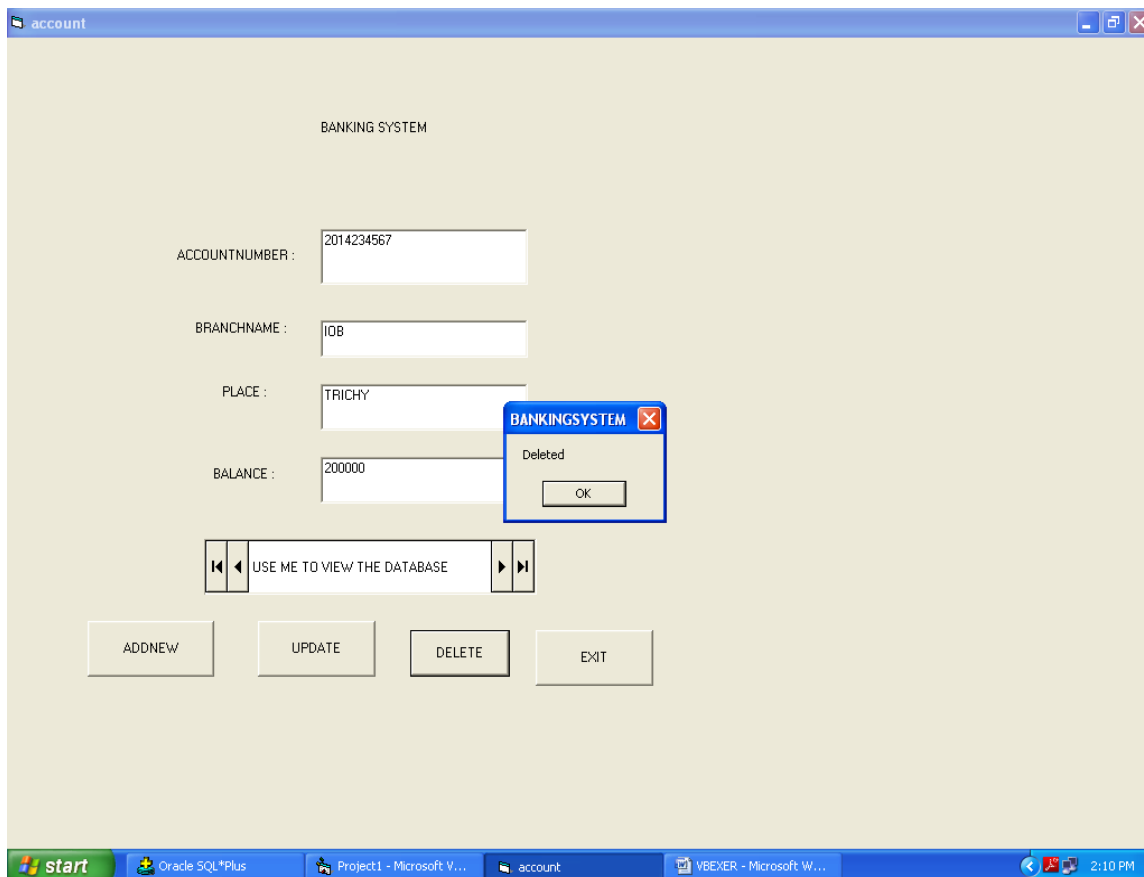 account
BANKING SYSTEM
ACCOUNTNUMBER :
2014234567
BRANCHNAME :
IOB
PLACE :
TRICHY
BALANCE :
200000
BANKINGSYSTEM
Deleted
OK
USE ME TO VIEW THE DATABASE
ADDNEW
UPDATE
DELETE
EXIT
start
Oracle SQL*Plus
Project1 - Microsoft V...
account
VBEXER - Microsoft W...
2:10 PM